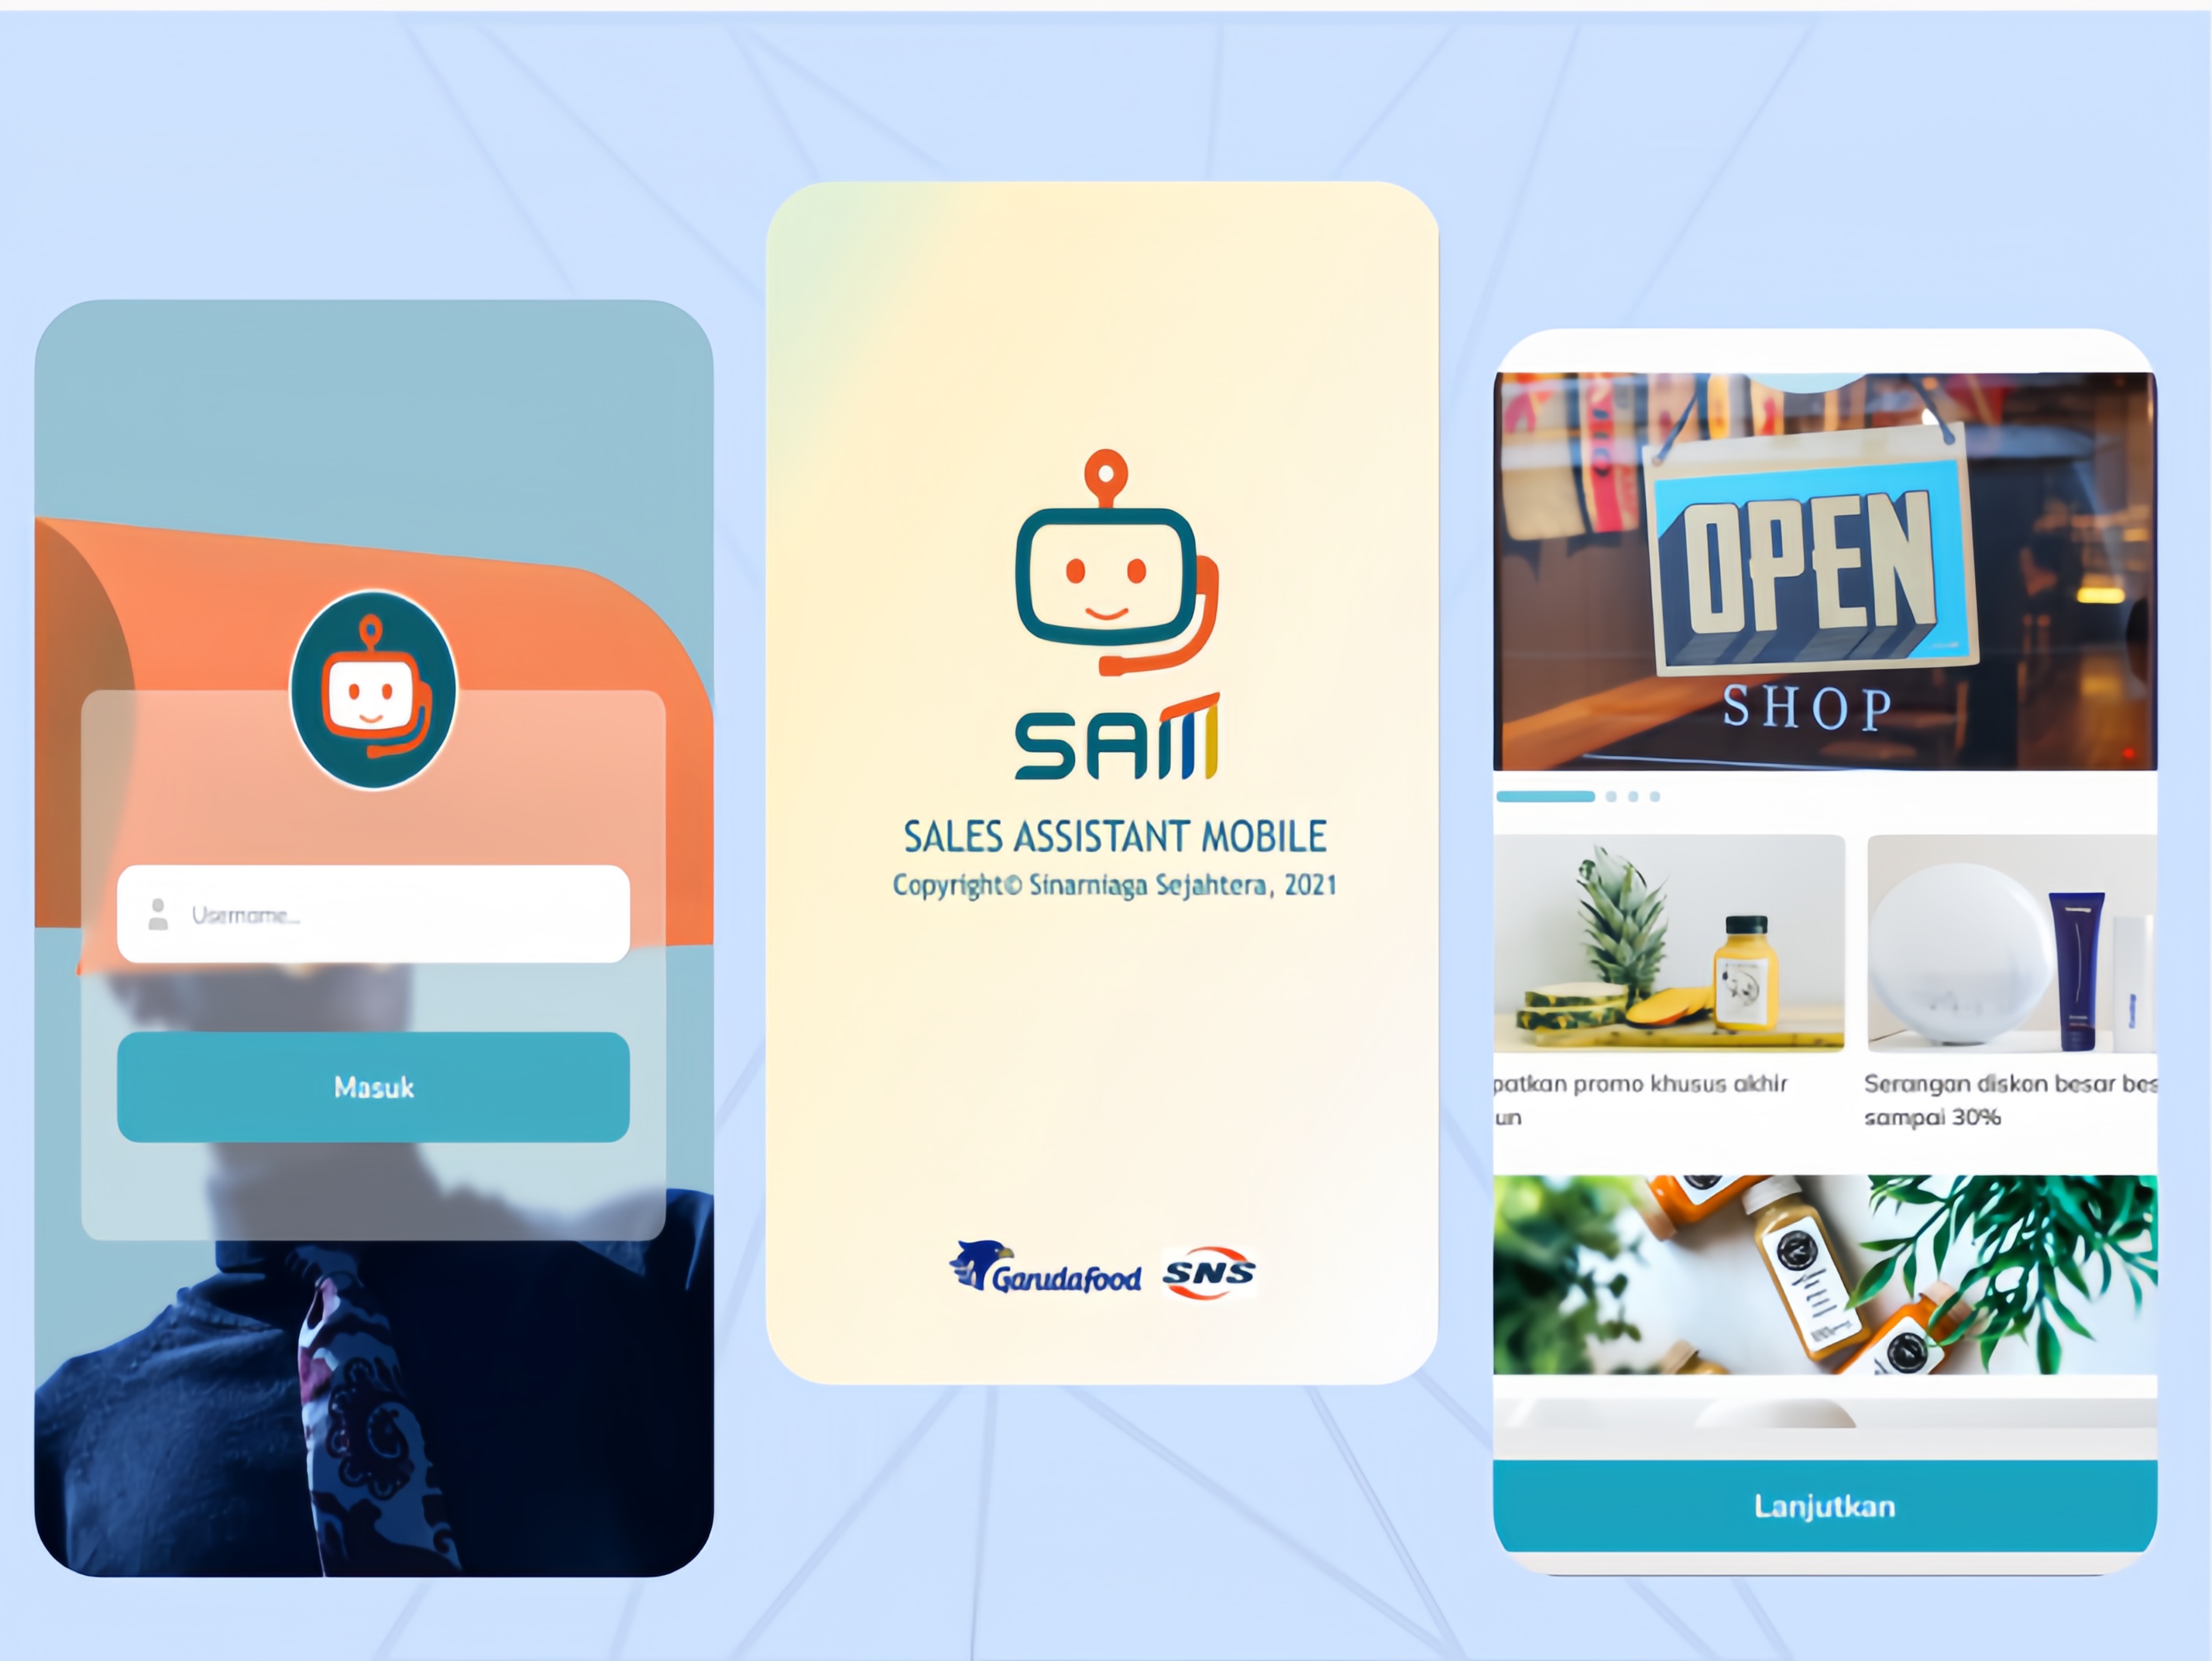 Username...
Masuk
SAM
SALES ASSISTANT MOBILE
Copyright© Sinarniaga Sejahtera, 2021
Garudafood
SNS
OPEN
SHOP
patkan promo khusus akhir
un
Serangan diskon besar bes
sampai 30%
Lanjutkan